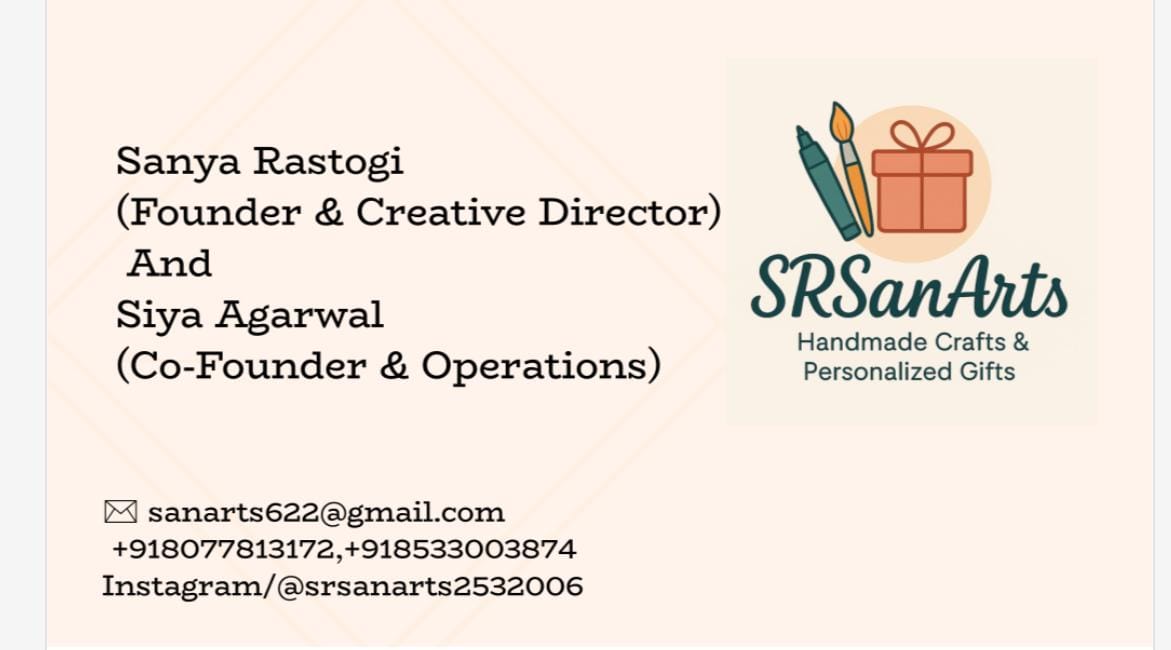 Sanya Rastogi
(Founder & Creative Director)
And
Siya Agarwal
(Co-Founder & Operations)
SRSanArts
Handmade Crafts &
Personalized Gifts
sanarts622@gmail.com
+918077813172,+918533003874
Instagram/@srsanarts2532006